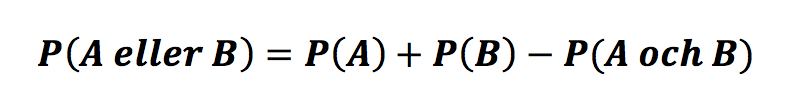 P(A eller B) = P(A) + P(B) − P(A och B)